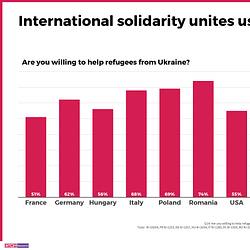 International solidarity unites us
Are you willing to help refugees from Ukraine?
51% 62% 56% 68% 69% 74% 55%
France Germany Hungary Italy Poland Romania USA